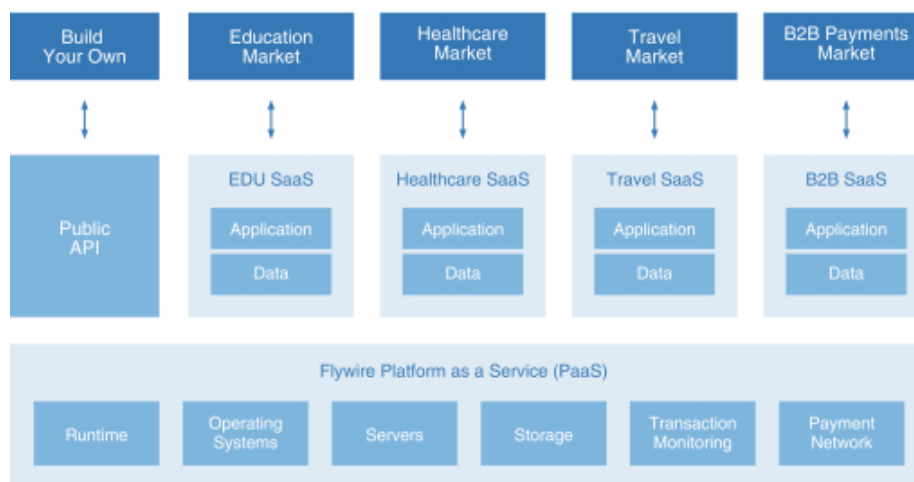 Build
Your Own
Education
Market
Healthcare
Market
Travel
Market
B2B Payments
Market
Public
API
EDU SaaS
Application
Data
Healthcare SaaS
Application
Data
Travel SaaS
Application
Data
B2B SaaS
Application
Data
Flywire Platform as a Service (PaaS)
Runtime
Operating
Systems
Servers
Storage
Transaction
Monitoring
Payment
Network